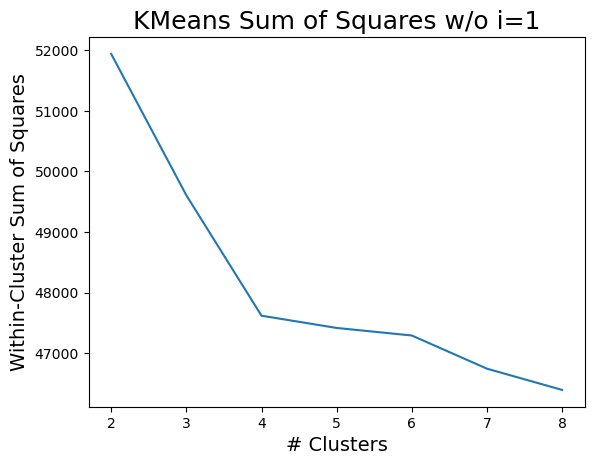 KMeans Sum of Squares w/o i=1
52000
51000
50000
49000
48000
47000
Within-Cluster Sum of Squares
2 3 4 5 6 7 8
# Clusters